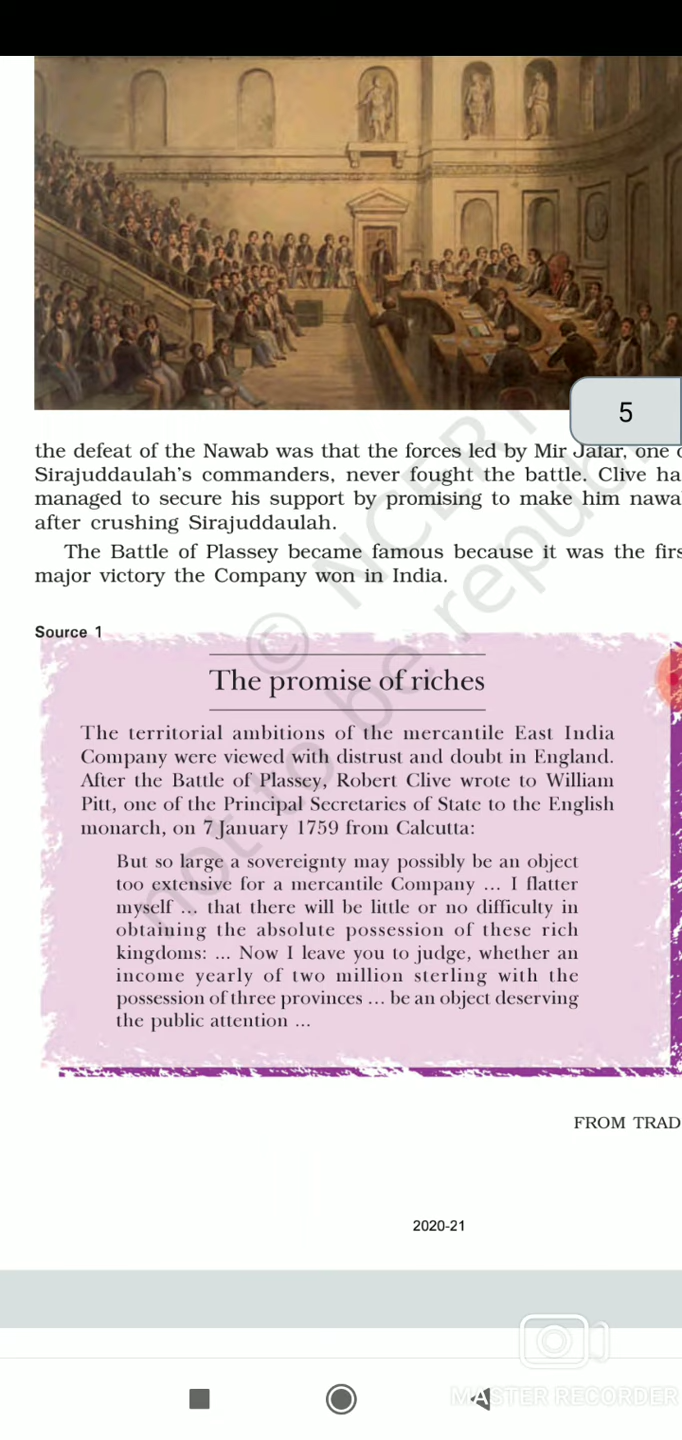 5
the defeat of the Nawab was that the forces led by Mir Jafar, one
Sirajuddaulah's commanders, never fought the battle. Clive ha
managed to secure his support by promising to make him nawa
after crushing Sirajuddaulah.
The Battle of Plassey became famous because it was the firs
major victory the Company won in India.
Source 1
The promise of riches
The territorial ambitions of the mercantile East India
Company were viewed with distrust and doubt in England.
After the Battle of Plassey, Robert Clive wrote to William
Pitt, one of the Principal Secretaries of State to the English
monarch, on 7 January 1759 from Calcutta:
But so large a sovereignty may possibly be an object
too extensive for a mercantile Company ... I flatter
myself ... that there will be little or no difficulty in
obtaining the absolute possession of these rich
kingdoms: ... Now I leave you to judge, whether an
income yearly of two million sterling with the
possession of three provinces ... be an object deserving
the public attention ...
FROM TRAD
2020-21
© NCERT
not to be republ
MASTER RECORDER